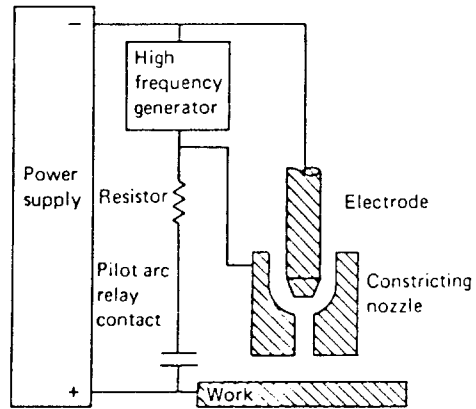 −
High
frequency
generator
Power
supply
Resistor
Electrode
Pilot arc
relay
contact
Constricting
nozzle
+
Work